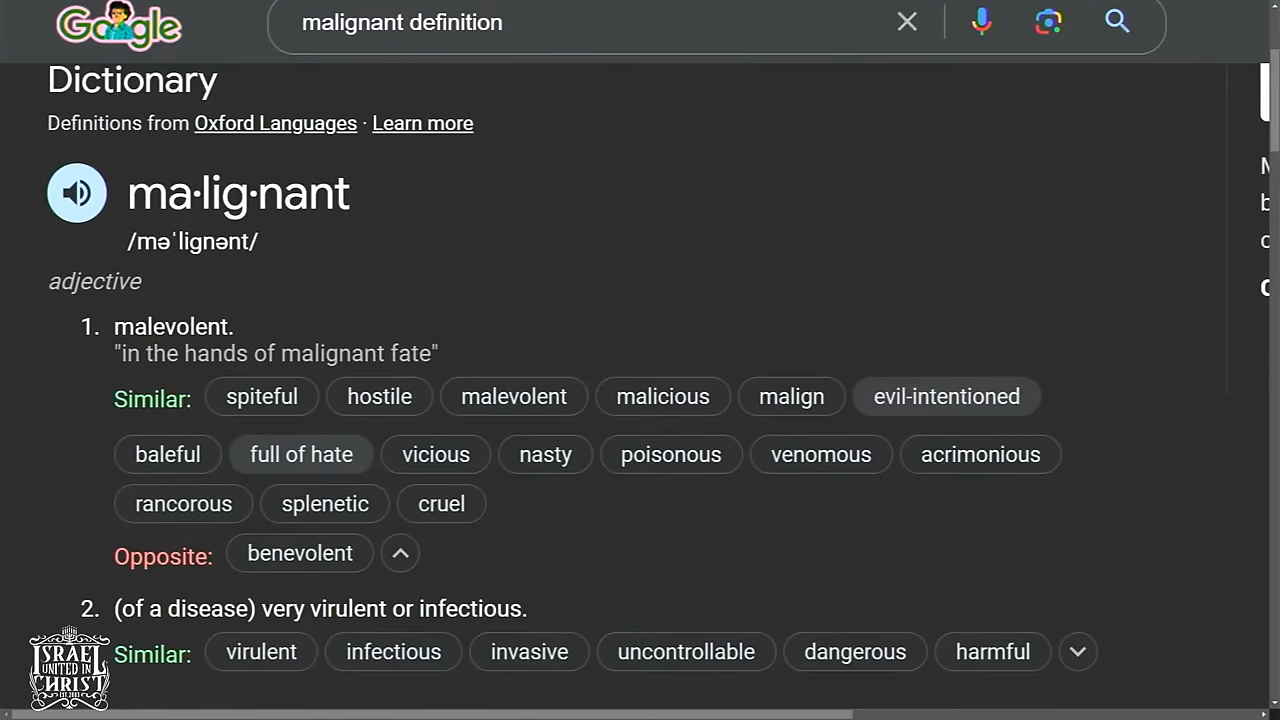 Google
malignant definition
Dictionary
Definitions from Oxford Languages · Learn more
ma·lig·nant
/məˈliɡnənt/
adjective
1. malevolent.
"in the hands of malignant fate"
Similar: spiteful hostile malevolent malicious malign evil-intentioned
baleful full of hate vicious nasty poisonous venomous acrimonious
rancorous splenetic cruel
Opposite: benevolent
2. (of a disease) very virulent or infectious.
Similar: virulent infectious invasive uncontrollable dangerous harmful
ISRAEL
UNITED IN
CHRIST
EST. 2003